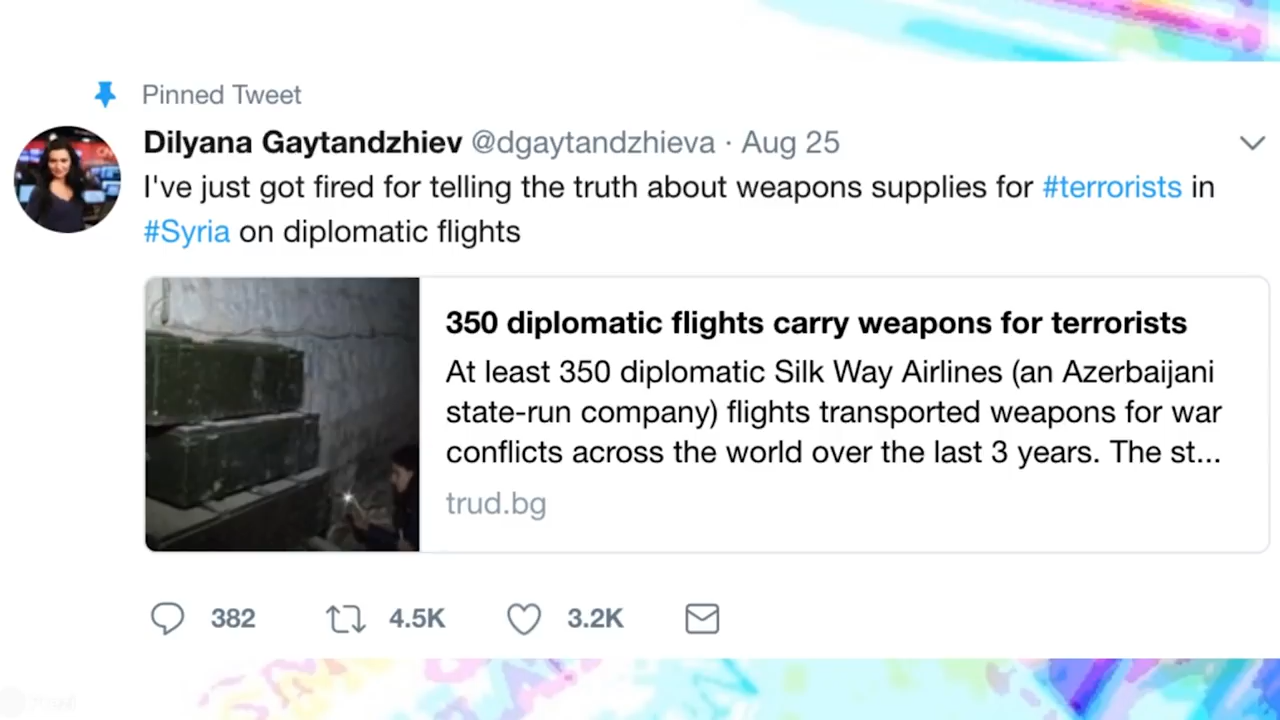 Pinned Tweet
Dilyana Gaytandzhiev @dgaytandzhieva · Aug 25
I've just got fired for telling the truth about weapons supplies for #terrorists in
#Syria on diplomatic flights
350 diplomatic flights carry weapons for terrorists
At least 350 diplomatic Silk Way Airlines (an Azerbaijani
state-run company) flights transported weapons for war
conflicts across the world over the last 3 years. The st...
trud.bg
382 4.5K 3.2K